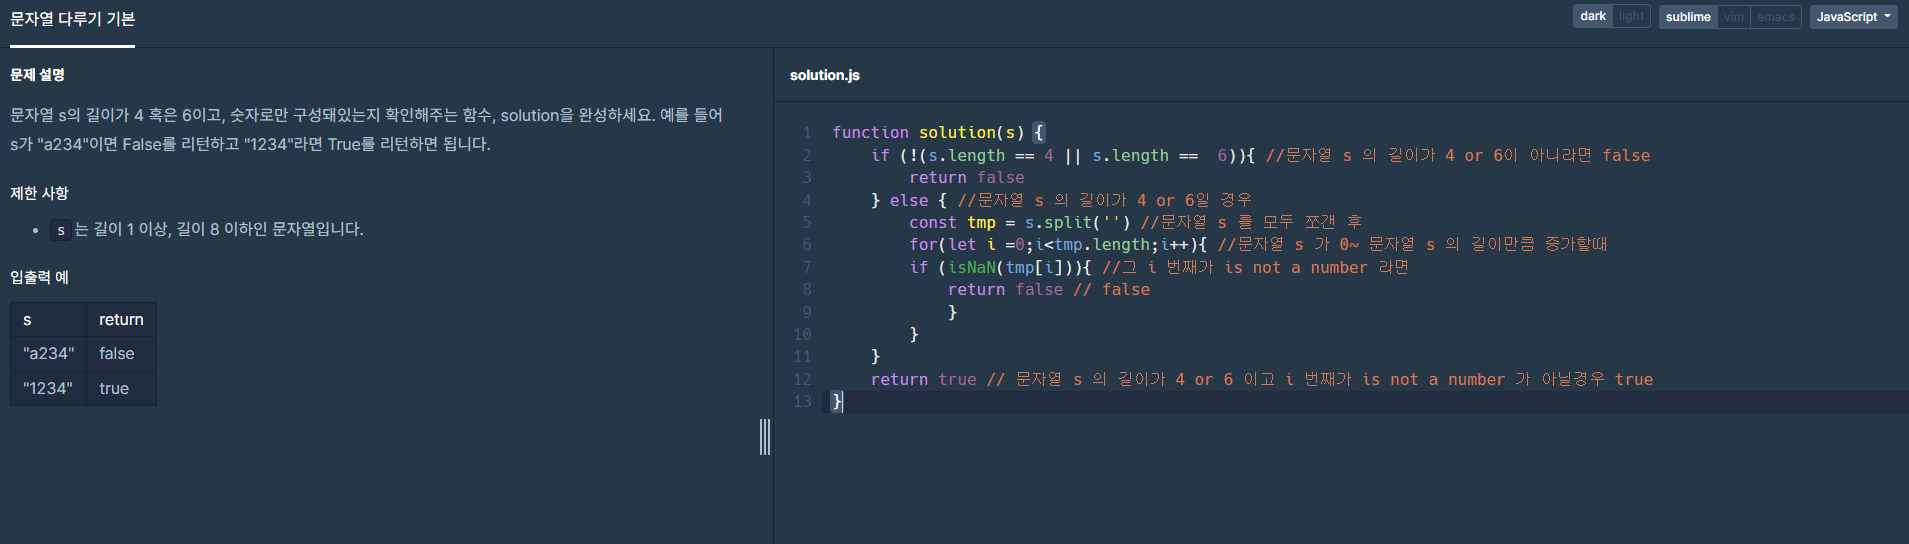 문자열 다루기 기본
dark light sublime vim emacs JavaScript
문제 설명
문자열 s의 길이가 4 혹은 6이고, 숫자로만 구성돼있는지 확인해주는 함수, solution을 완성하세요. 예를 들어
s가 "a234"이면 False를 리턴하고 "1234"라면 True를 리턴하면 됩니다.
제한 사항
• s 는 길이 1 이상, 길이 8 이하인 문자열입니다.
입출력 예
s return
"a234" false
"1234" true
solution.js
1 function solution(s) {
2 if (!(s.length == 4 || s.length ==  6)){ //문자열 s 의 길이가 4 or 6이 아니라면 false
3 return false
4 } else { //문자열 s 의 길이가 4 or 6일 경우
5 const tmp = s.split('') //문자열 s 를 모두 쪼갠 후
6 for(let i =0;i<tmp.length;i++){ //문자열 s 가 0~ 문자열 s 의 길이만큼 증가할때
7 if (isNaN(tmp[i])){ //그 i 번째가 is not a number 라면
8 return false // false
9 }
10 }
11 }
12 return true // 문자열 s 의 길이가 4 or 6 이고 i 번째가 is not a number 가 아닐경우 true
13 }